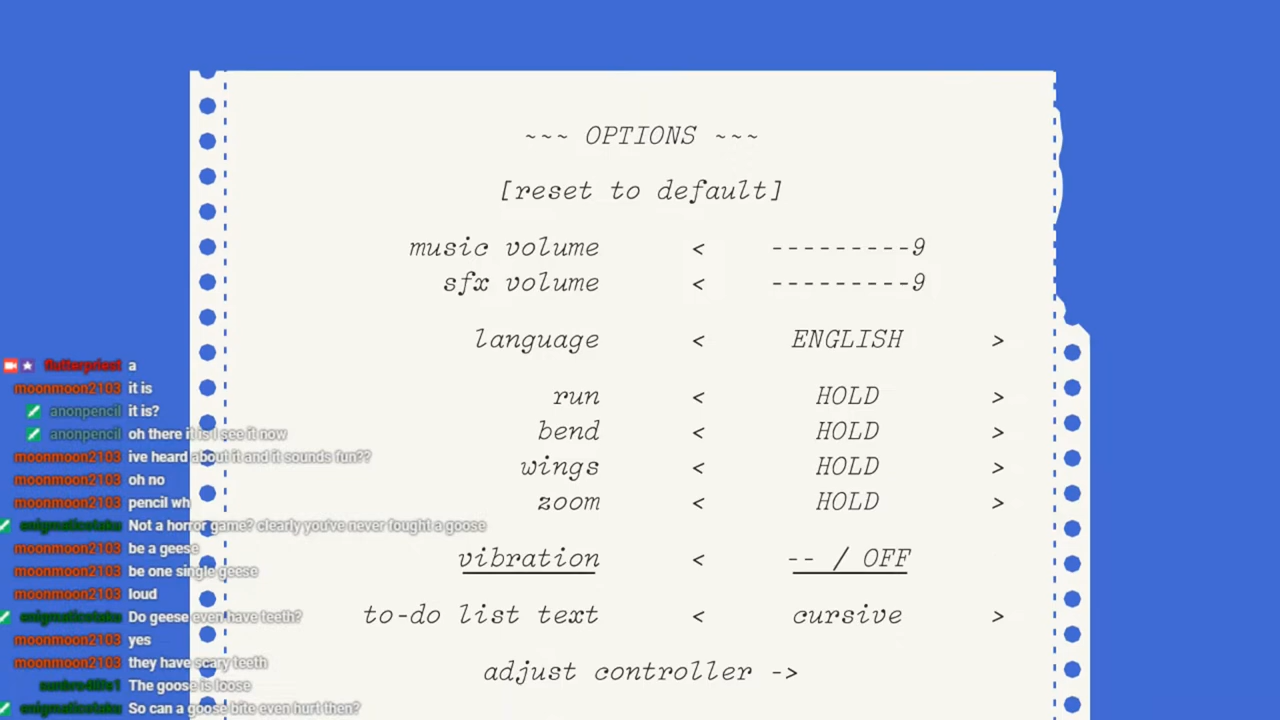 ~~~ OPTIONS ~~~
[reset to default]
music volume < ---------9
sfx volume < ---------9
language < ENGLISH >
run < HOLD >
bend < HOLD >
wings < HOLD >
zoom < HOLD >
vibration < -- / OFF
to-do list text < cursive >
adjust controller ->
flutterpriest a
moonmoon2103 it is
anonpencil it is?
anonpencil oh there it is I see it now
moonmoon2103 ive heard about it and it sounds fun??
moonmoon2103 oh no
moonmoon2103 pencil wh
enigmaticotaku Not a horror game? clearly you've never fought a goose
moonmoon2103 be a geese
moonmoon2103 be one single geese
moonmoon2103 loud
enigmaticotaku Do geese even have teeth?
moonmoon2103 yes
moonmoon2103 they have scary teeth
The goose is loose
enigmaticotaku So can a goose bite even hurt then?